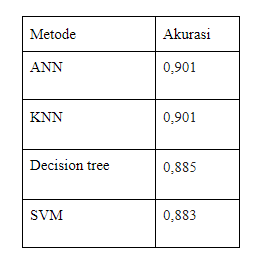 Metode Akurasi
ANN 0,901
KNN 0,901
Decision tree 0,885
SVM 0,883